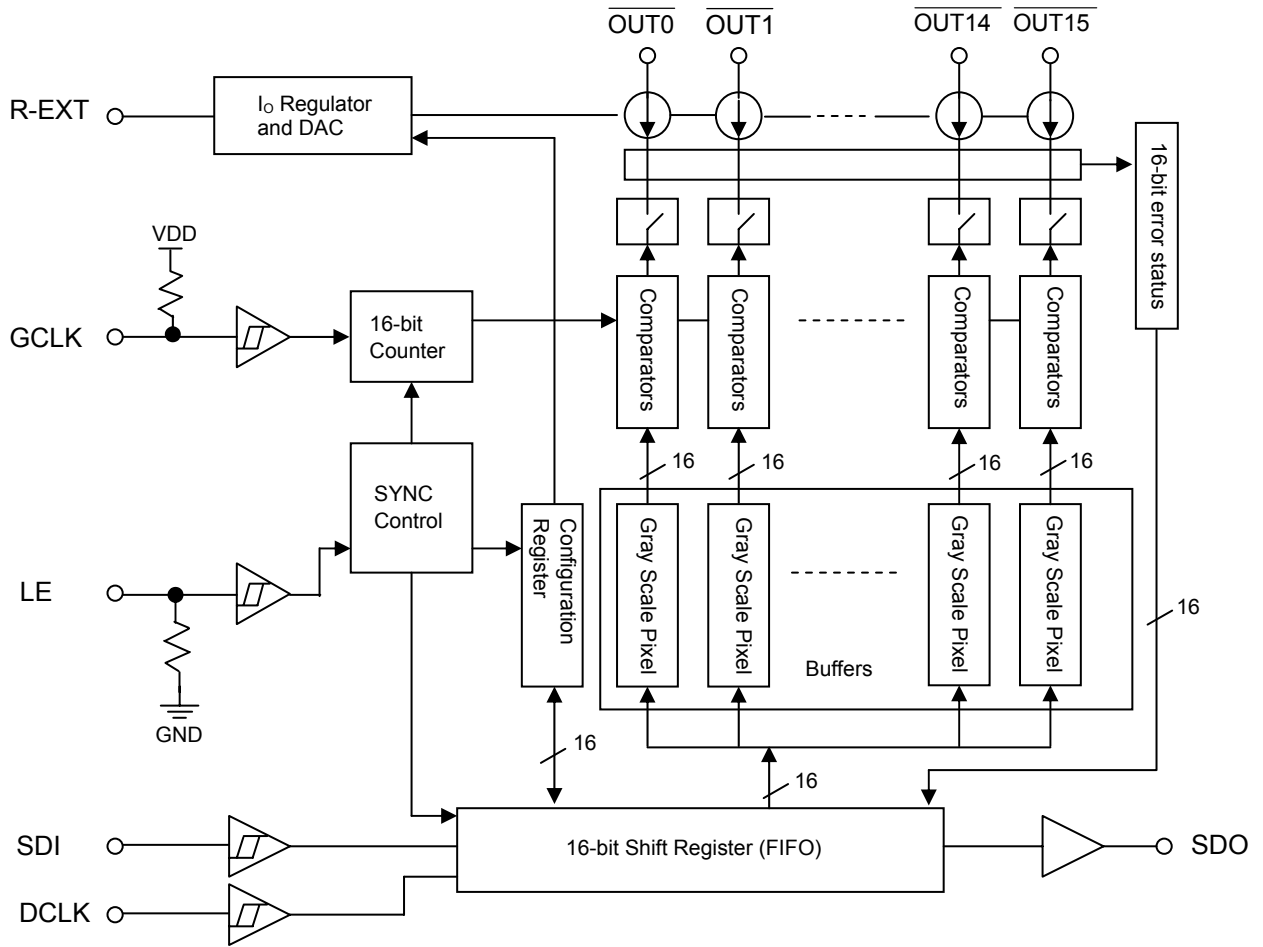 OUT0
OUT1
OUT14
OUT15
R-EXT
IO Regulator
and DAC
16-bit error status
VDD
GCLK
16-bit
Counter
Comparators
Comparators
Comparators
Comparators
16
16
16
16
SYNC
Control
Configuration
Register
Gray Scale Pixel
Gray Scale Pixel
Gray Scale Pixel
Gray Scale Pixel
Buffers
LE
GND
16
16
16
SDI
16-bit Shift Register (FIFO)
SDO
DCLK